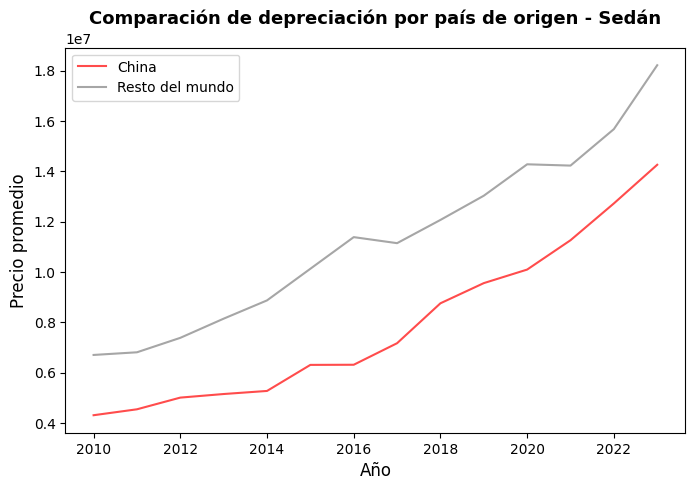 Comparación de depreciación por país de origen - Sedán
1e7
China
Resto del mundo
1.8
1.6
1.4
1.2
1.0
0.8
0.6
0.4
Precio promedio
2010
2012
2014
2016
2018
2020
2022
Año